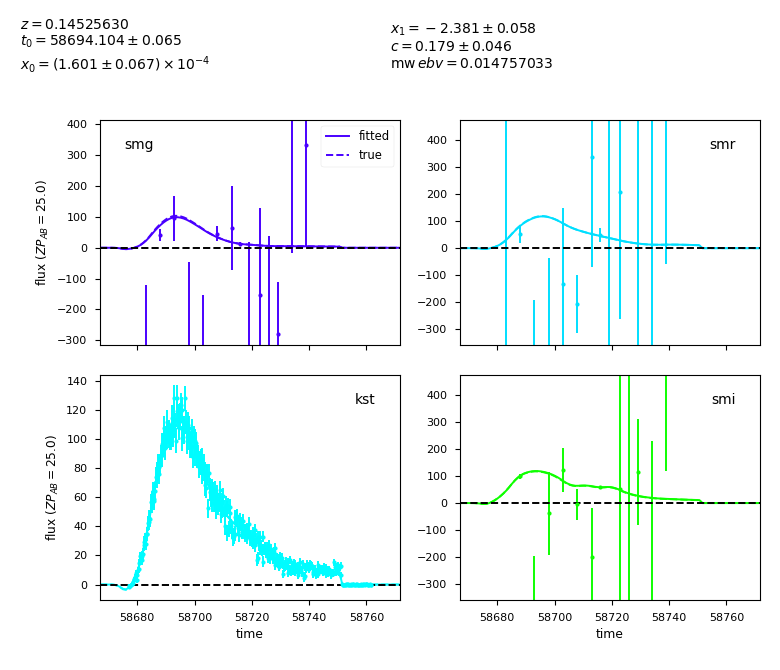 z = 0.14525630
t₀ = 58694.104 ± 0.065
x₀ = (1.601 ± 0.067) × 10⁻⁴
x₁ = −2.381 ± 0.058
c = 0.179 ± 0.046
mw ebv = 0.014757033
smg
fitted
true
400
300
200
100
0
−100
−200
−300
flux (ZP_AB = 25.0)
smr
400
300
200
100
0
−100
−200
−300
kst
140
120
100
80
60
40
20
0
flux (ZP_AB = 25.0)
58680 58700 58720 58740 58760
time
smi
400
300
200
100
0
−100
−200
−300
58680 58700 58720 58740 58760
time